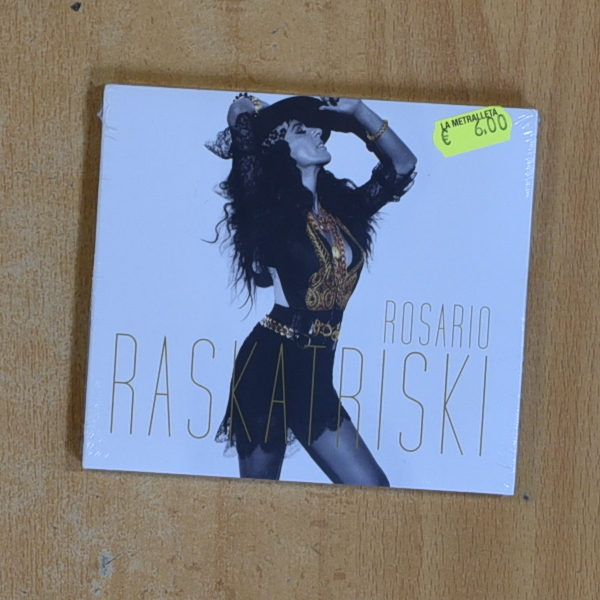 LA METRALLETA
€ 6.00
ROSARIO
RASKATRISKI